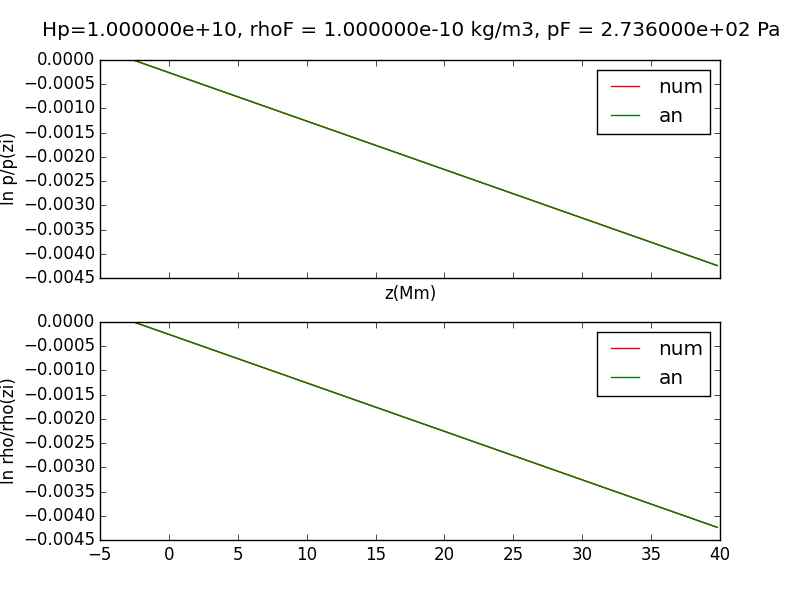 Hp=1.000000e+10, rhoF = 1.000000e-10 kg/m3, pF = 2.736000e+02 Pa
0.0000
−0.0005
−0.0010
−0.0015
−0.0020
−0.0025
−0.0030
−0.0035
−0.0040
−0.0045
ln p/p(zi)
num
an
z(Mm)
0.0000
−0.0005
−0.0010
−0.0015
−0.0020
−0.0025
−0.0030
−0.0035
−0.0040
−0.0045
ln rho/rho(zi)
num
an
−5 0 5 10 15 20 25 30 35 40